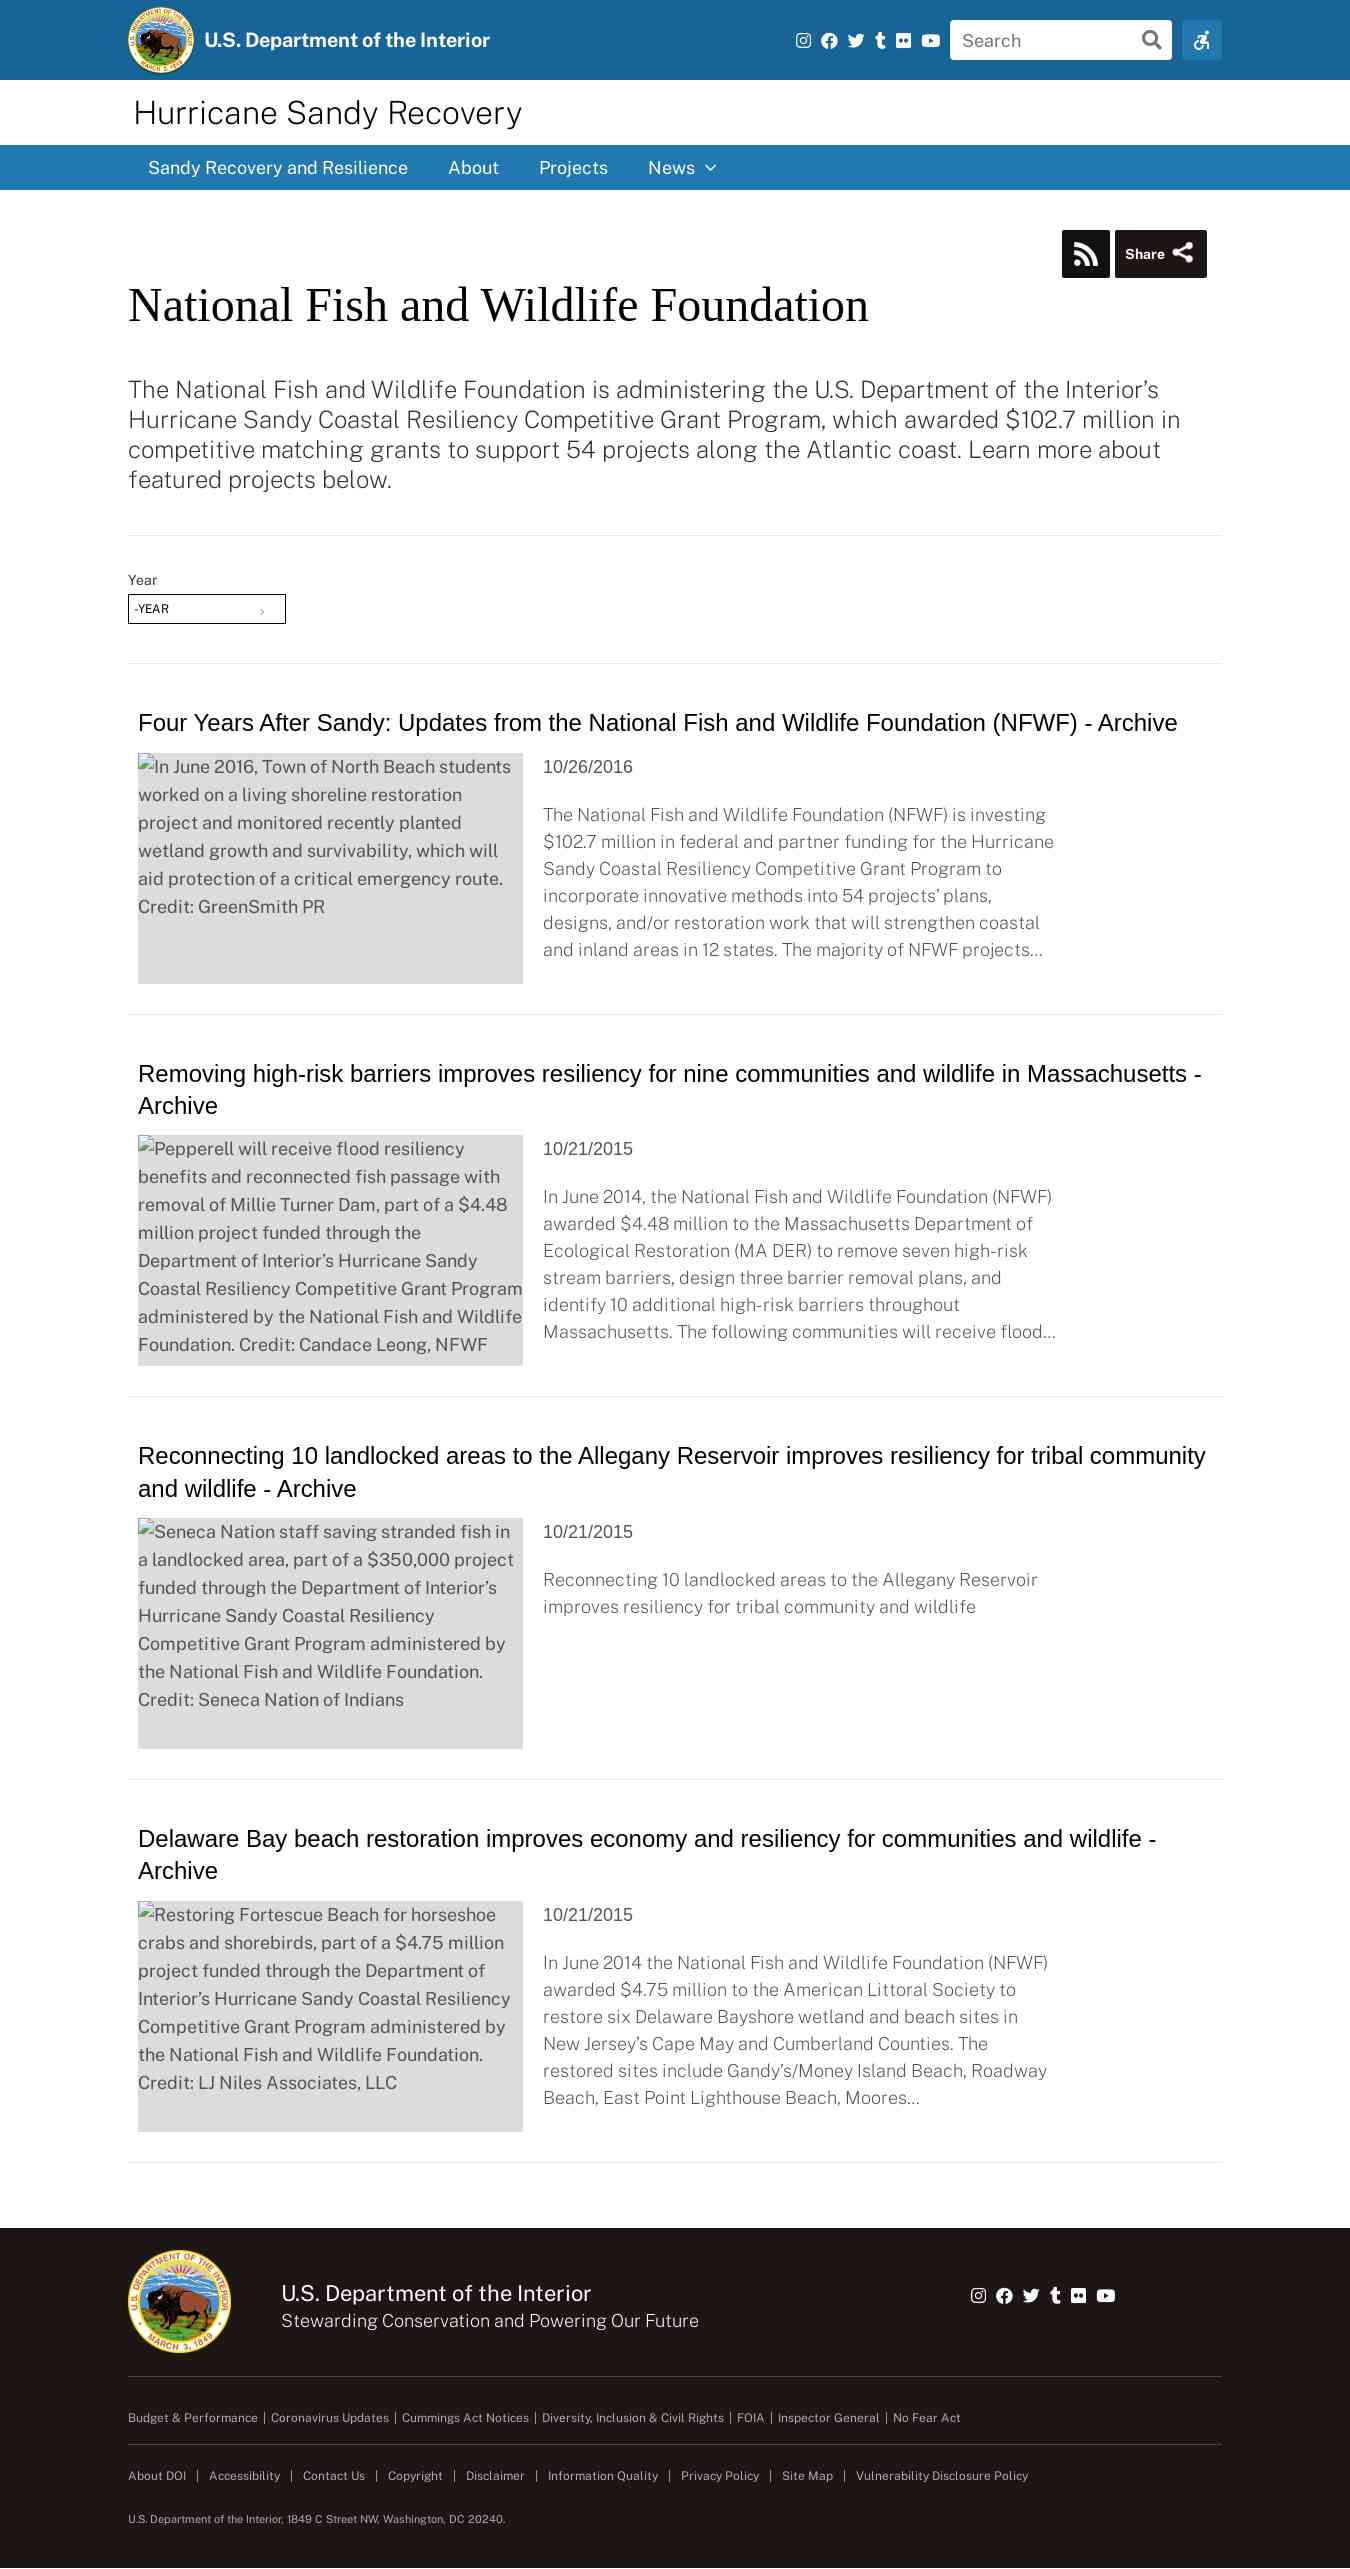 U.S. Department of the Interior
Search
Hurricane Sandy Recovery
Sandy Recovery and Resilience About Projects News
Share
National Fish and Wildlife Foundation
The National Fish and Wildlife Foundation is administering the U.S. Department of the Interior’s
Hurricane Sandy Coastal Resiliency Competitive Grant Program, which awarded $102.7 million in
competitive matching grants to support 54 projects along the Atlantic coast. Learn more about
featured projects below.
Year
-YEAR
Four Years After Sandy: Updates from the National Fish and Wildlife Foundation (NFWF) - Archive
In June 2016, Town of North Beach students
worked on a living shoreline restoration
project and monitored recently planted
wetland growth and survivability, which will
aid protection of a critical emergency route.
Credit: GreenSmith PR
10/26/2016
The National Fish and Wildlife Foundation (NFWF) is investing
$102.7 million in federal and partner funding for the Hurricane
Sandy Coastal Resiliency Competitive Grant Program to
incorporate innovative methods into 54 projects’ plans,
designs, and/or restoration work that will strengthen coastal
and inland areas in 12 states. The majority of NFWF projects...
Removing high-risk barriers improves resiliency for nine communities and wildlife in Massachusetts -
Archive
Pepperell will receive flood resiliency
benefits and reconnected fish passage with
removal of Millie Turner Dam, part of a $4.48
million project funded through the
Department of Interior’s Hurricane Sandy
Coastal Resiliency Competitive Grant Program
administered by the National Fish and Wildlife
Foundation. Credit: Candace Leong, NFWF
10/21/2015
In June 2014, the National Fish and Wildlife Foundation (NFWF)
awarded $4.48 million to the Massachusetts Department of
Ecological Restoration (MA DER) to remove seven high-risk
stream barriers, design three barrier removal plans, and
identify 10 additional high-risk barriers throughout
Massachusetts. The following communities will receive flood...
Reconnecting 10 landlocked areas to the Allegany Reservoir improves resiliency for tribal community
and wildlife - Archive
Seneca Nation staff saving stranded fish in
a landlocked area, part of a $350,000 project
funded through the Department of Interior’s
Hurricane Sandy Coastal Resiliency
Competitive Grant Program administered by
the National Fish and Wildlife Foundation.
Credit: Seneca Nation of Indians
10/21/2015
Reconnecting 10 landlocked areas to the Allegany Reservoir
improves resiliency for tribal community and wildlife
Delaware Bay beach restoration improves economy and resiliency for communities and wildlife -
Archive
Restoring Fortescue Beach for horseshoe
crabs and shorebirds, part of a $4.75 million
project funded through the Department of
Interior’s Hurricane Sandy Coastal Resiliency
Competitive Grant Program administered by
the National Fish and Wildlife Foundation.
Credit: LJ Niles Associates, LLC
10/21/2015
In June 2014 the National Fish and Wildlife Foundation (NFWF)
awarded $4.75 million to the American Littoral Society to
restore six Delaware Bayshore wetland and beach sites in
New Jersey’s Cape May and Cumberland Counties. The
restored sites include Gandy’s/Money Island Beach, Roadway
Beach, East Point Lighthouse Beach, Moores...
U.S. DEPARTMENT OF THE INTERIOR
MARCH 3, 1849
U.S. Department of the Interior
Stewarding Conservation and Powering Our Future
Budget & Performance | Coronavirus Updates | Cummings Act Notices | Diversity, Inclusion & Civil Rights | FOIA | Inspector General | No Fear Act
About DOI | Accessibility | Contact Us | Copyright | Disclaimer | Information Quality | Privacy Policy | Site Map | Vulnerability Disclosure Policy
U.S. Department of the Interior, 1849 C Street NW, Washington, DC 20240.